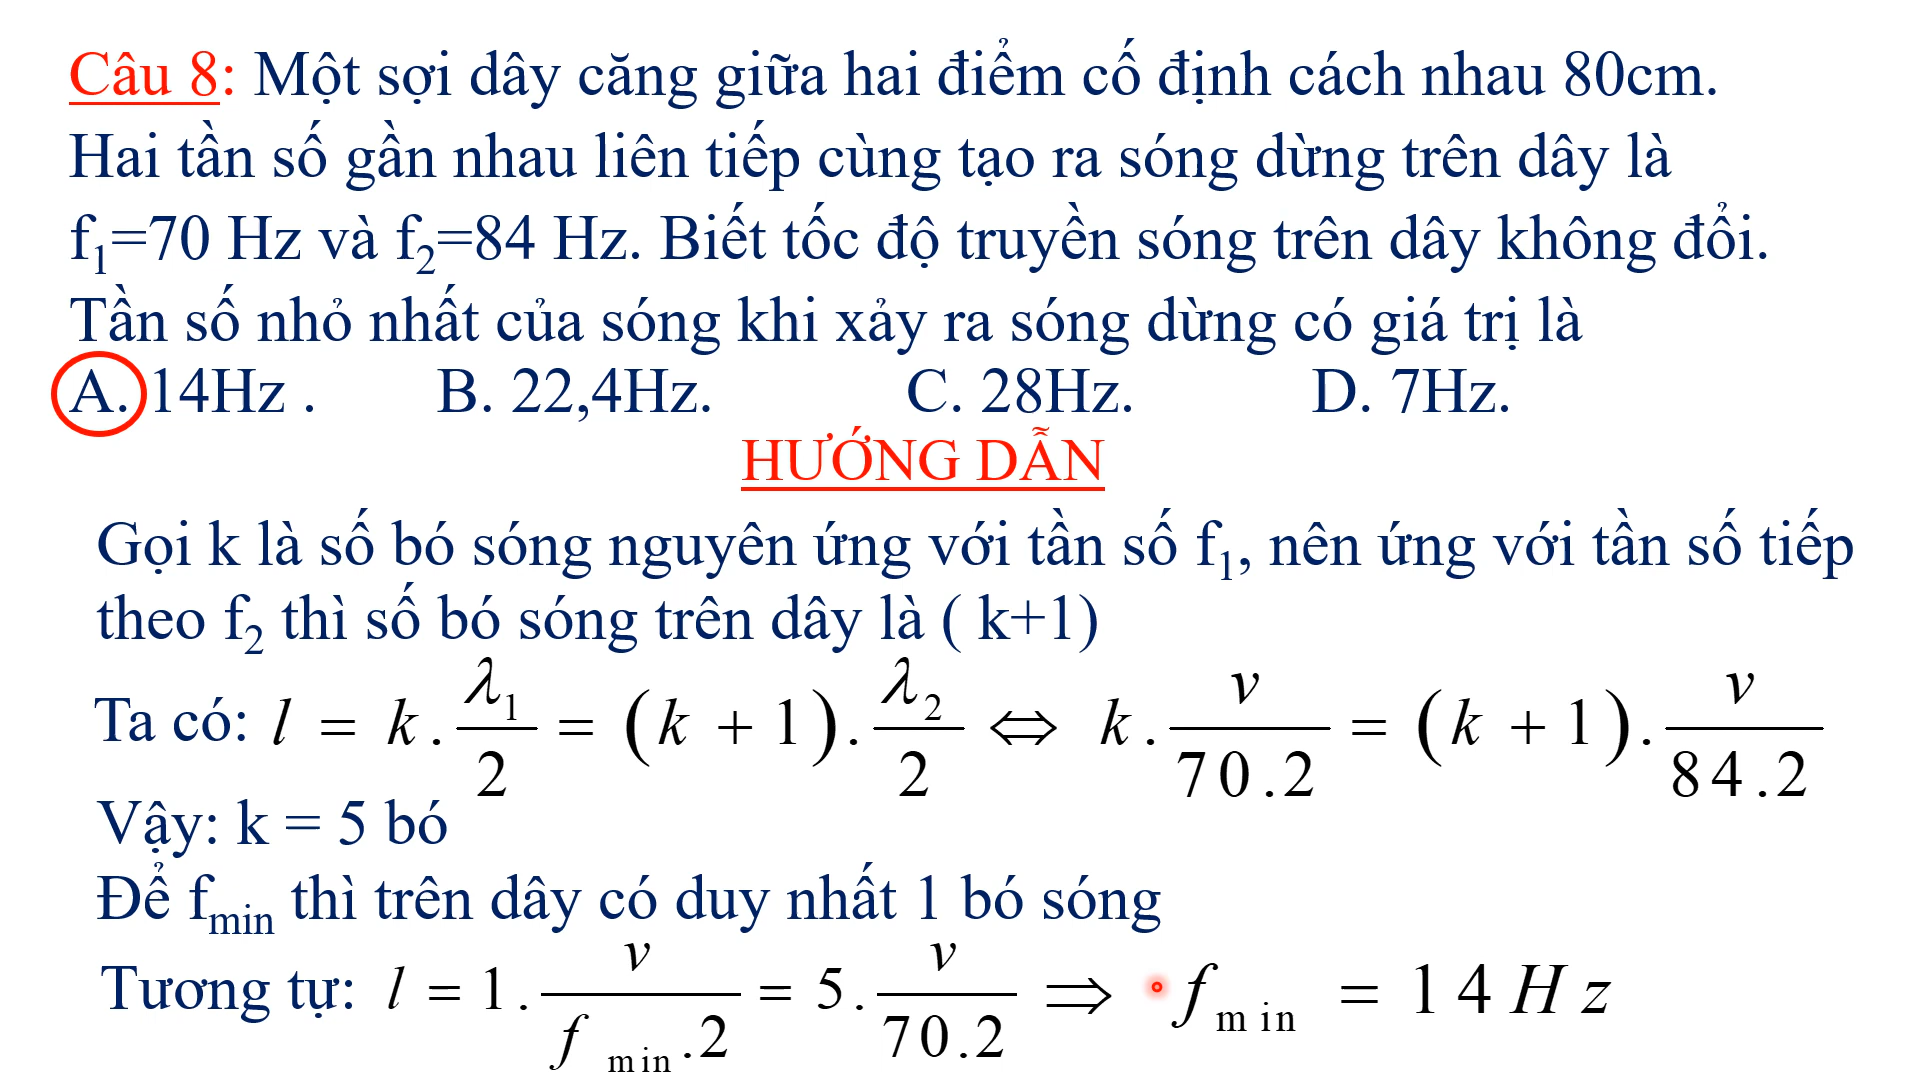 Câu 8: Một sợi dây căng giữa hai điểm cố định cách nhau 80cm.
Hai tần số gần nhau liên tiếp cùng tạo ra sóng dừng trên dây là
f₁=70 Hz và f₂=84 Hz. Biết tốc độ truyền sóng trên dây không đổi.
Tần số nhỏ nhất của sóng khi xảy ra sóng dừng có giá trị là
A. 14Hz . B. 22,4Hz. C. 28Hz. D. 7Hz.
HƯỚNG DẪN
Gọi k là số bó sóng nguyên ứng với tần số f₁, nên ứng với tần số tiếp
theo f₂ thì số bó sóng trên dây là ( k+1)
Ta có: l = k.λ₁/2 = (k + 1).λ₂/2 ⇔ k.v/70.2 = (k + 1).v/84.2
Vậy: k = 5 bó
Để fmin thì trên dây có duy nhất 1 bó sóng
Tương tự: l = 1.v/fmin.2 = 5.v/70.2 ⇒ fmin = 14Hz